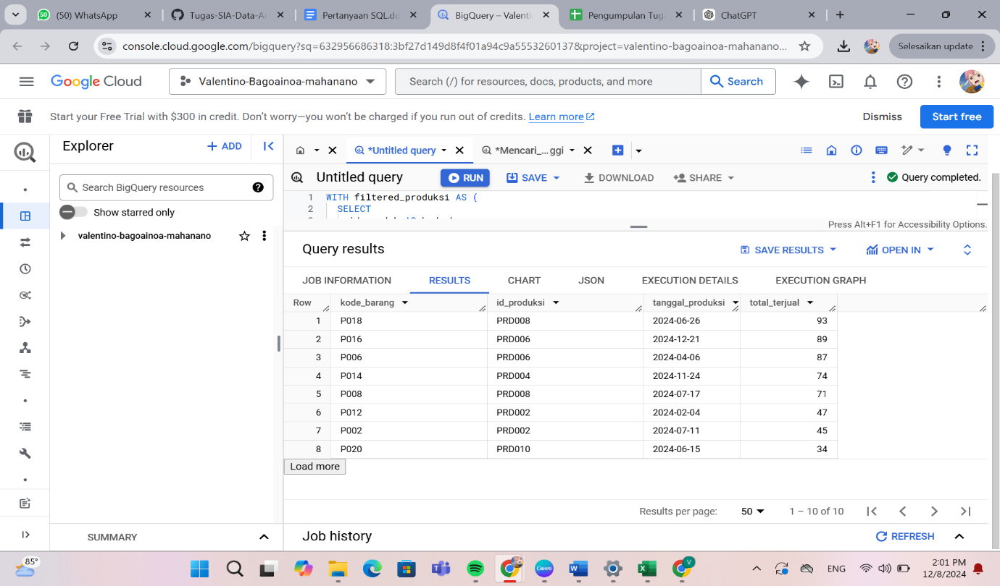 (50) WhatsApp
Tugas-SIA-Data-A
Pertanyaan SQL.do
BigQuery – Valenti
Pengumpulan Tug
ChatGPT
console.cloud.google.com/bigquery?sq=632956686318:3bf27d149d8f4f01a94c9a5553260137&project=valentino-bagoainoa-mahanano...
Selesaikan update
Google Cloud
Valentino-Bagoainoa-mahanano
Search (/) for resources, docs, products, and more
Search
Start your Free Trial with $300 in credit. Don’t worry—you won’t be charged if you run out of credits. Learn more
Dismiss
Start free
Explorer
+ ADD
*Untitled query
*Mencari_...ggi
Search BigQuery resources
Show starred only
valentino-bagoainoa-mahanano
Untitled query
RUN
SAVE
DOWNLOAD
SHARE
Query completed.
1 WITH filtered_produksi AS (
2 SELECT
Press Alt+F1 for Accessibility Options.
Query results
SAVE RESULTS
OPEN IN
JOB INFORMATION RESULTS CHART JSON EXECUTION DETAILS EXECUTION GRAPH
Row kode_barang id_produksi tanggal_produksi total_terjual
1 P018 PRD008 2024-06-26 93
2 P016 PRD006 2024-12-21 89
3 P006 PRD006 2024-04-06 87
4 P014 PRD004 2024-11-24 74
5 P008 PRD008 2024-07-17 71
6 P012 PRD002 2024-02-04 47
7 P002 PRD002 2024-07-11 45
8 P020 PRD010 2024-06-15 34
Load more
Results per page: 50 1 – 10 of 10
SUMMARY
Job history
REFRESH
85°
ENG
2:01 PM
12/8/2024